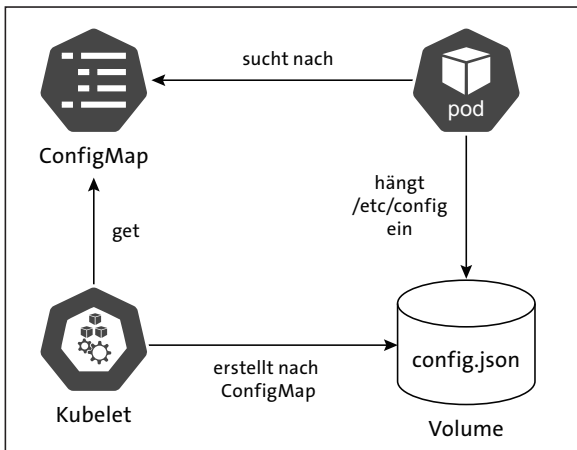 sucht nach
pod
ConfigMap
hängt
/etc/config
ein
get
config.json
erstellt nach
ConfigMap
Kubelet
Volume